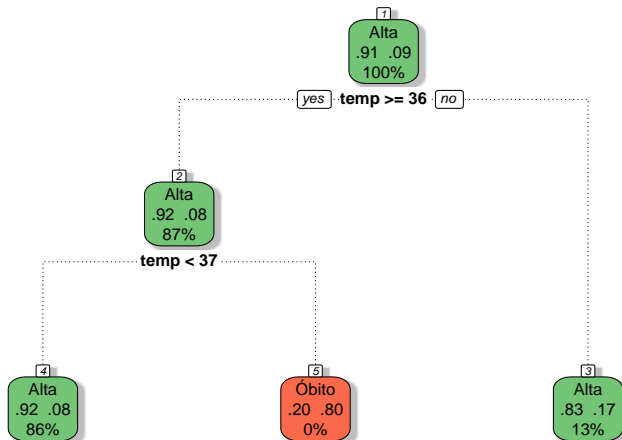 1
Alta
.91 .09
100%
yes temp >= 36 no
2
Alta
.92 .08
87%
temp < 37
4
Alta
.92 .08
86%
5
Óbito
.20 .80
0%
3
Alta
.83 .17
13%